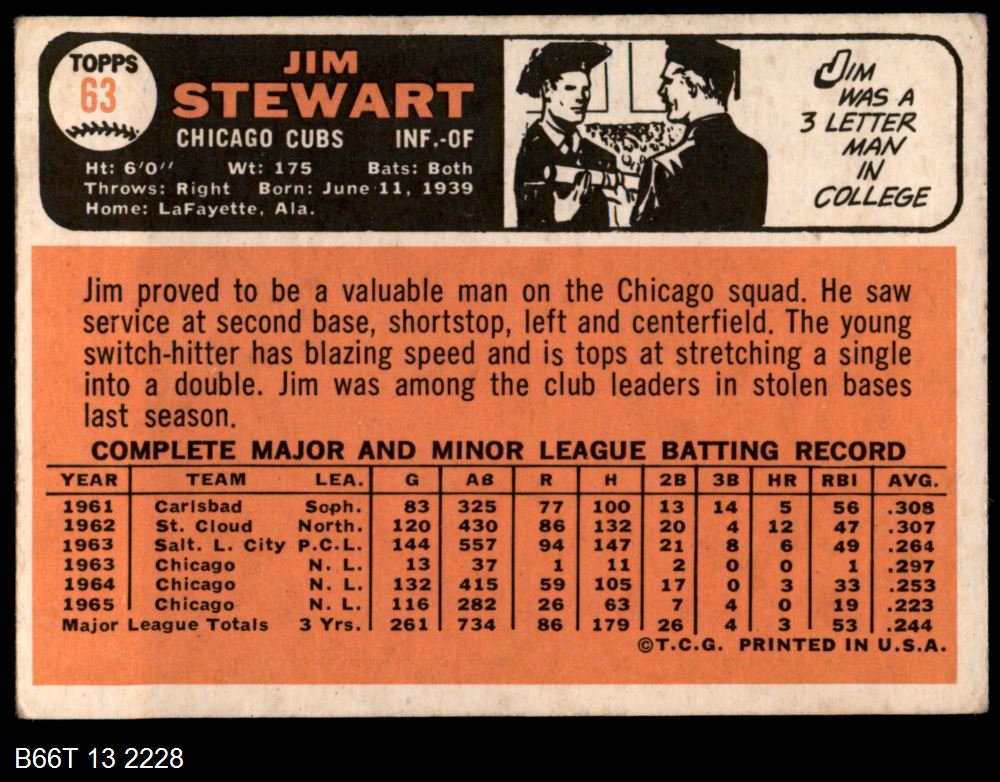 TOPPS
63
JIM
STEWART
CHICAGO CUBS INF.-OF
Ht: 6'0" Wt: 175 Bats: Both
Throws: Right Born: June 11, 1939
Home: LaFayette, Ala.
JIM
WAS A
3 LETTER
MAN
IN
COLLEGE
Jim proved to be a valuable man on the Chicago squad. He saw
service at second base, shortstop, left and centerfield. The young
switch-hitter has blazing speed and is tops at stretching a single
into a double. Jim was among the club leaders in stolen bases
last season.
COMPLETE MAJOR AND MINOR LEAGUE BATTING RECORD
YEAR TEAM LEA. G AB R H 2B 3B HR RBI AVG.
1961 Carlsbad Soph. 83 325 77 100 13 14 5 56 .308
1962 St. Cloud North. 120 430 86 132 20 4 12 47 .307
1963 Salt. L. City P.C.L. 144 557 94 147 21 8 6 49 .264
1963 Chicago N. L. 13 37 1 11 2 0 0 1 .297
1964 Chicago N. L. 132 415 59 105 17 0 3 33 .253
1965 Chicago N. L. 116 282 26 63 7 4 0 19 .223
Major League Totals 3 Yrs. 261 734 86 179 26 4 3 53 .244
©T.C.G. PRINTED IN U.S.A.
B66T 13 2228